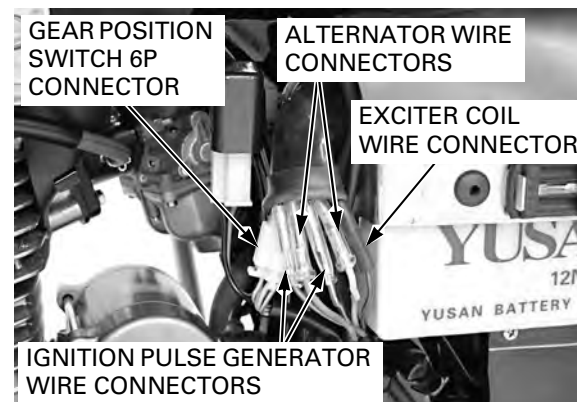 GEAR POSITION
SWITCH 6P
CONNECTOR
ALTERNATOR WIRE
CONNECTORS
EXCITER COIL
WIRE CONNECTOR
YUSA
12N
YUSAN BATTERY
IGNITION PULSE GENERATOR
WIRE CONNECTORS